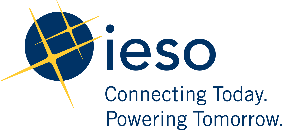 ieso
Connecting Today.
Powering Tomorrow.